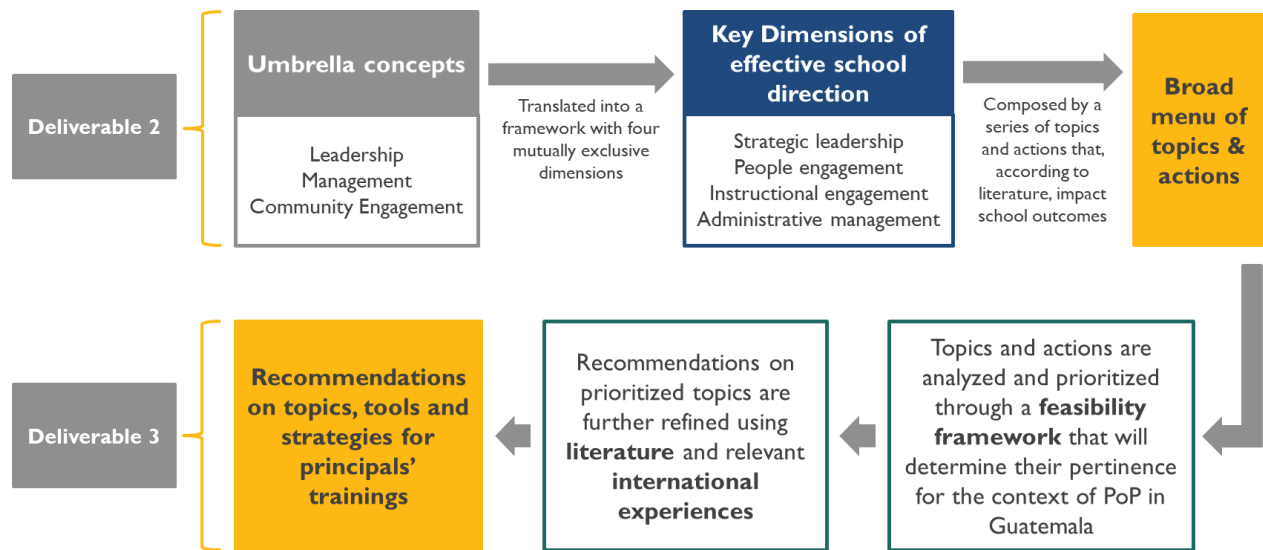 Deliverable 2
Umbrella concepts
Leadership
Management
Community Engagement
Translated into a
framework with four
mutually exclusive
dimensions
Key Dimensions of
effective school
direction
Strategic leadership
People engagement
Instructional engagement
Administrative management
Composed by a
series of topics
and actions that,
according to
literature, impact
school outcomes
Broad
menu of
topics &
actions
Deliverable 3
Recommendations
on topics, tools and
strategies for
principals’
trainings
Recommendations on
prioritized topics are
further refined using
literature and relevant
international
experiences
Topics and actions are
analyzed and prioritized
through a feasibility
framework that will
determine their pertinence
for the context of PoP in
Guatemala